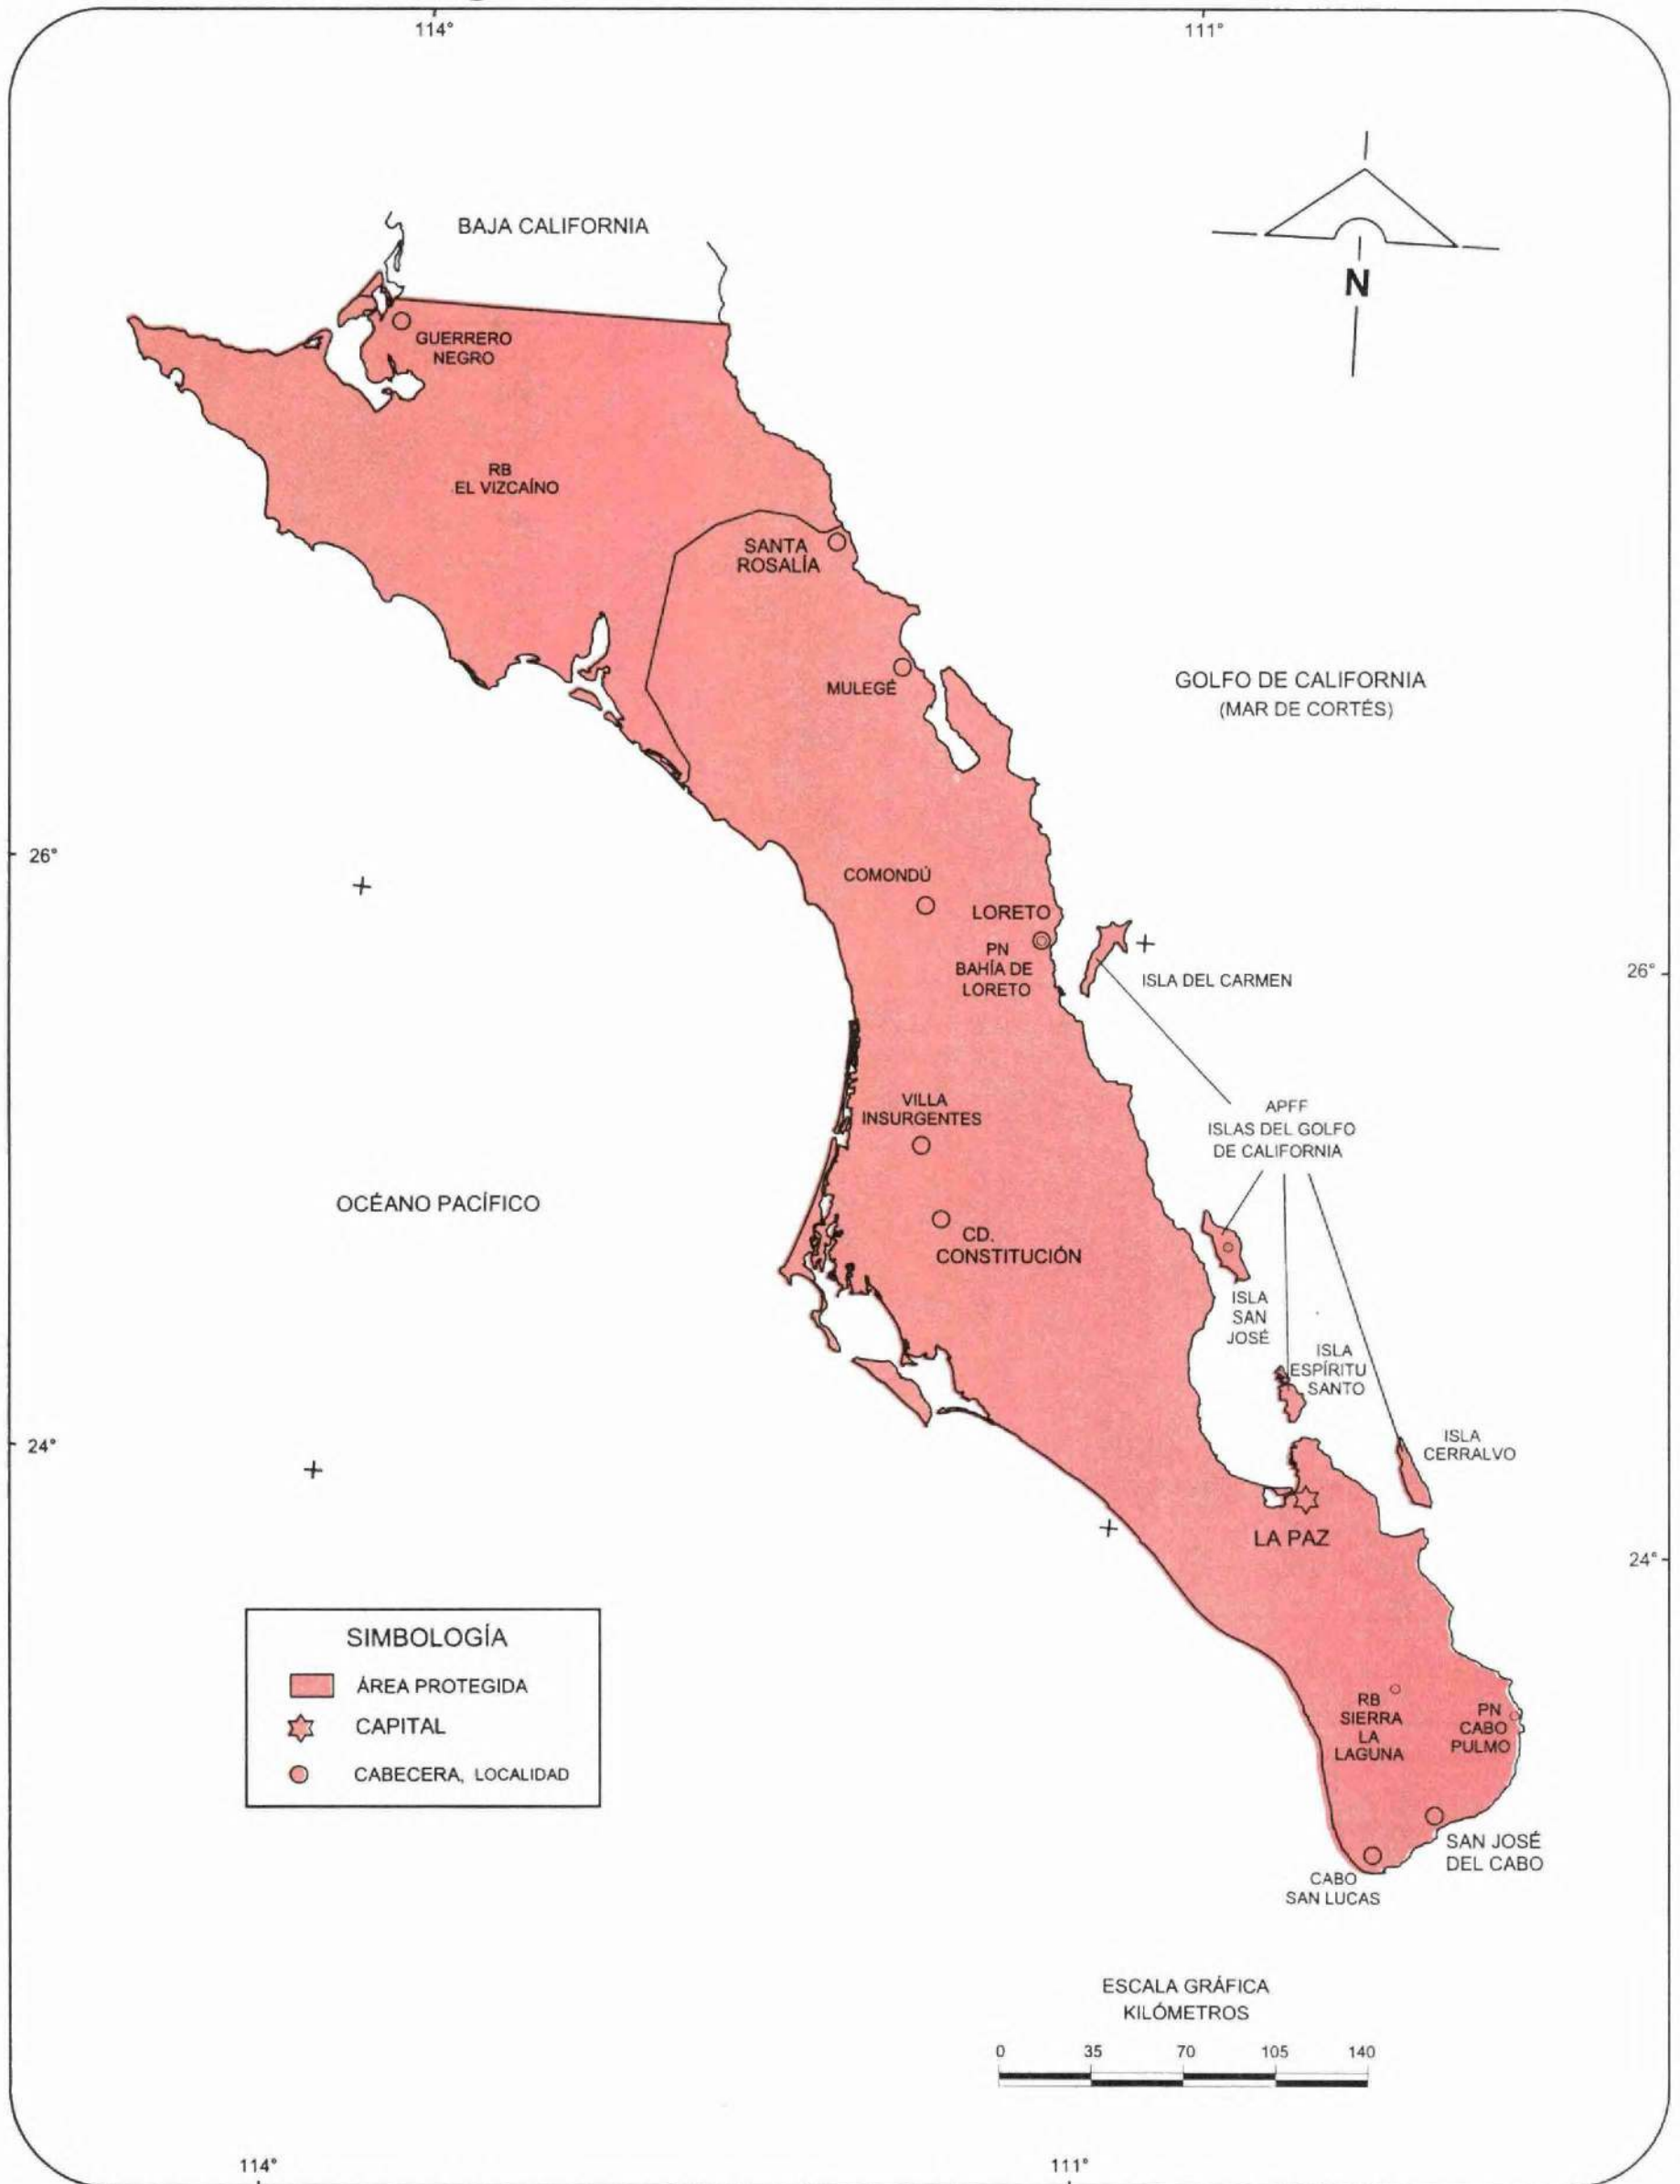 114°
111°
BAJA CALIFORNIA
N
GUERRERO
NEGRO
RB
EL VIZCAÍNO
SANTA
ROSALÍA
MULEGÉ
GOLFO DE CALIFORNIA
(MAR DE CORTÉS)
26°
COMONDÚ
LORETO
PN
BAHÍA DE
LORETO
ISLA DEL CARMEN
26°
VILLA
INSURGENTES
APFF
ISLAS DEL GOLFO
DE CALIFORNIA
OCÉANO PACÍFICO
CD.
CONSTITUCIÓN
ISLA
SAN
JOSÉ
ISLA
ESPÍRITU
SANTO
24°
ISLA
CERRALVO
LA PAZ
24°
SIMBOLOGÍA
ÁREA PROTEGIDA
CAPITAL
CABECERA, LOCALIDAD
RB
SIERRA
LA
LAGUNA
PN
CABO
PULMO
SAN JOSÉ
DEL CABO
CABO
SAN LUCAS
ESCALA GRÁFICA
KILÓMETROS
0 35 70 105 140
114°
111°